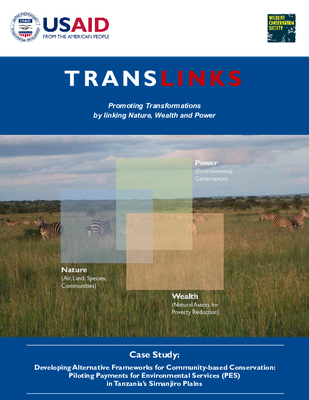 USAID
FROM THE AMERICAN PEOPLE
WILDLIFE
CONSERVATION
SOCIETY
TRANSLINKS
Promoting Transformations
by linking Nature, Wealth and Power
Power
(Environmental
Governance)
Nature
(Air, Land, Species,
Communities)
Wealth
(Natural Assets for
Poverty Reduction)
Case Study:
Developing Alternative Frameworks for Community-based Conservation:
Piloting Payments for Environmental Services (PES)
in Tanzania's Simanjiro Plains